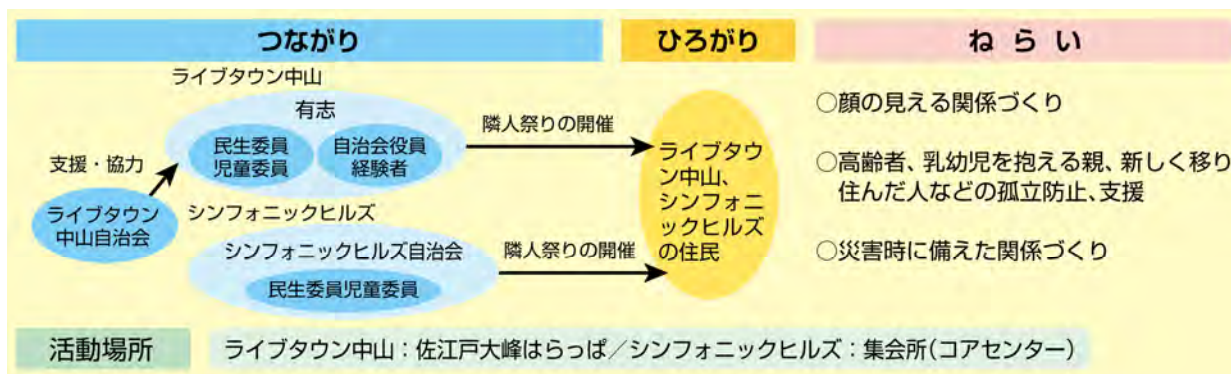 つながり
ひろがり
ねらい
ライブタウン中山
有志
民生委員
児童委員
自治会役員
経験者
支援・協力
ライブタウン
中山自治会
隣人祭りの開催
シンフォニックヒルズ
シンフォニックヒルズ自治会
民生委員児童委員
隣人祭りの開催
ライブタウ
ン中山、
シンフォニ
ックヒルズ
の住民
○顔の見える関係づくり
○高齢者、乳幼児を抱える親、新しく移り
住んだ人などの孤立防止、支援
○災害時に備えた関係づくり
活動場所
ライブタウン中山：佐江戸大峰はらっぱ／シンフォニックヒルズ：集会所(コアセンター)